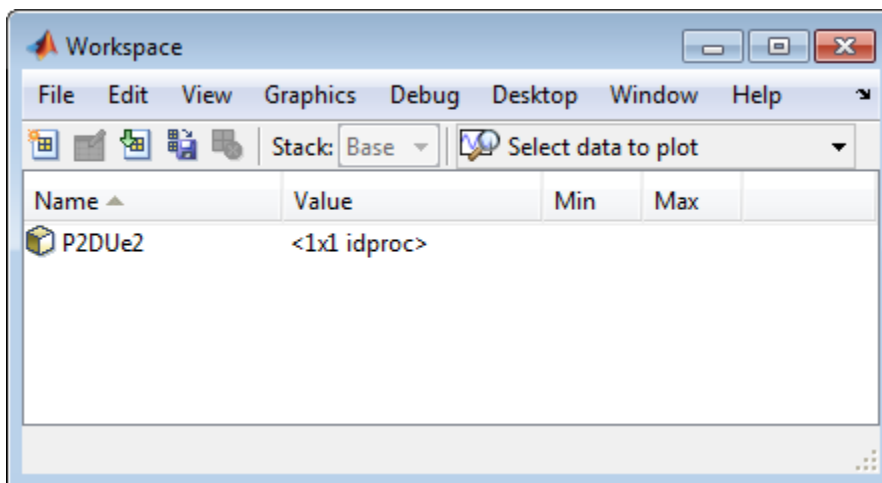 Workspace
File Edit View Graphics Debug Desktop Window Help
Stack: Base Select data to plot
Name Value Min Max
P2DUe2 <1x1 idproc>